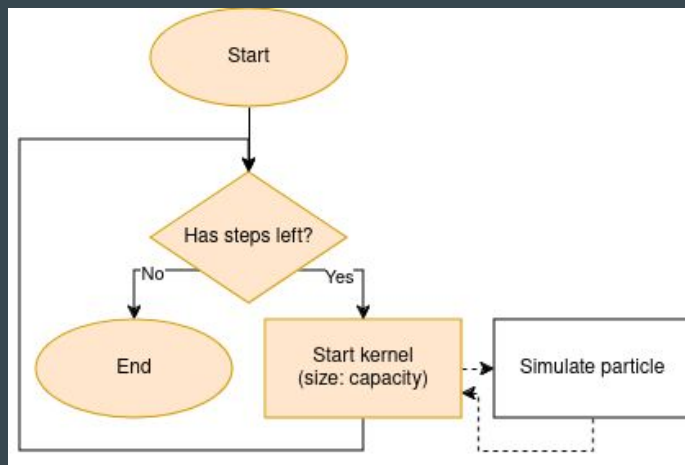 Start
Has steps left?
No
Yes
End
Start kernel
(size: capacity)
Simulate particle